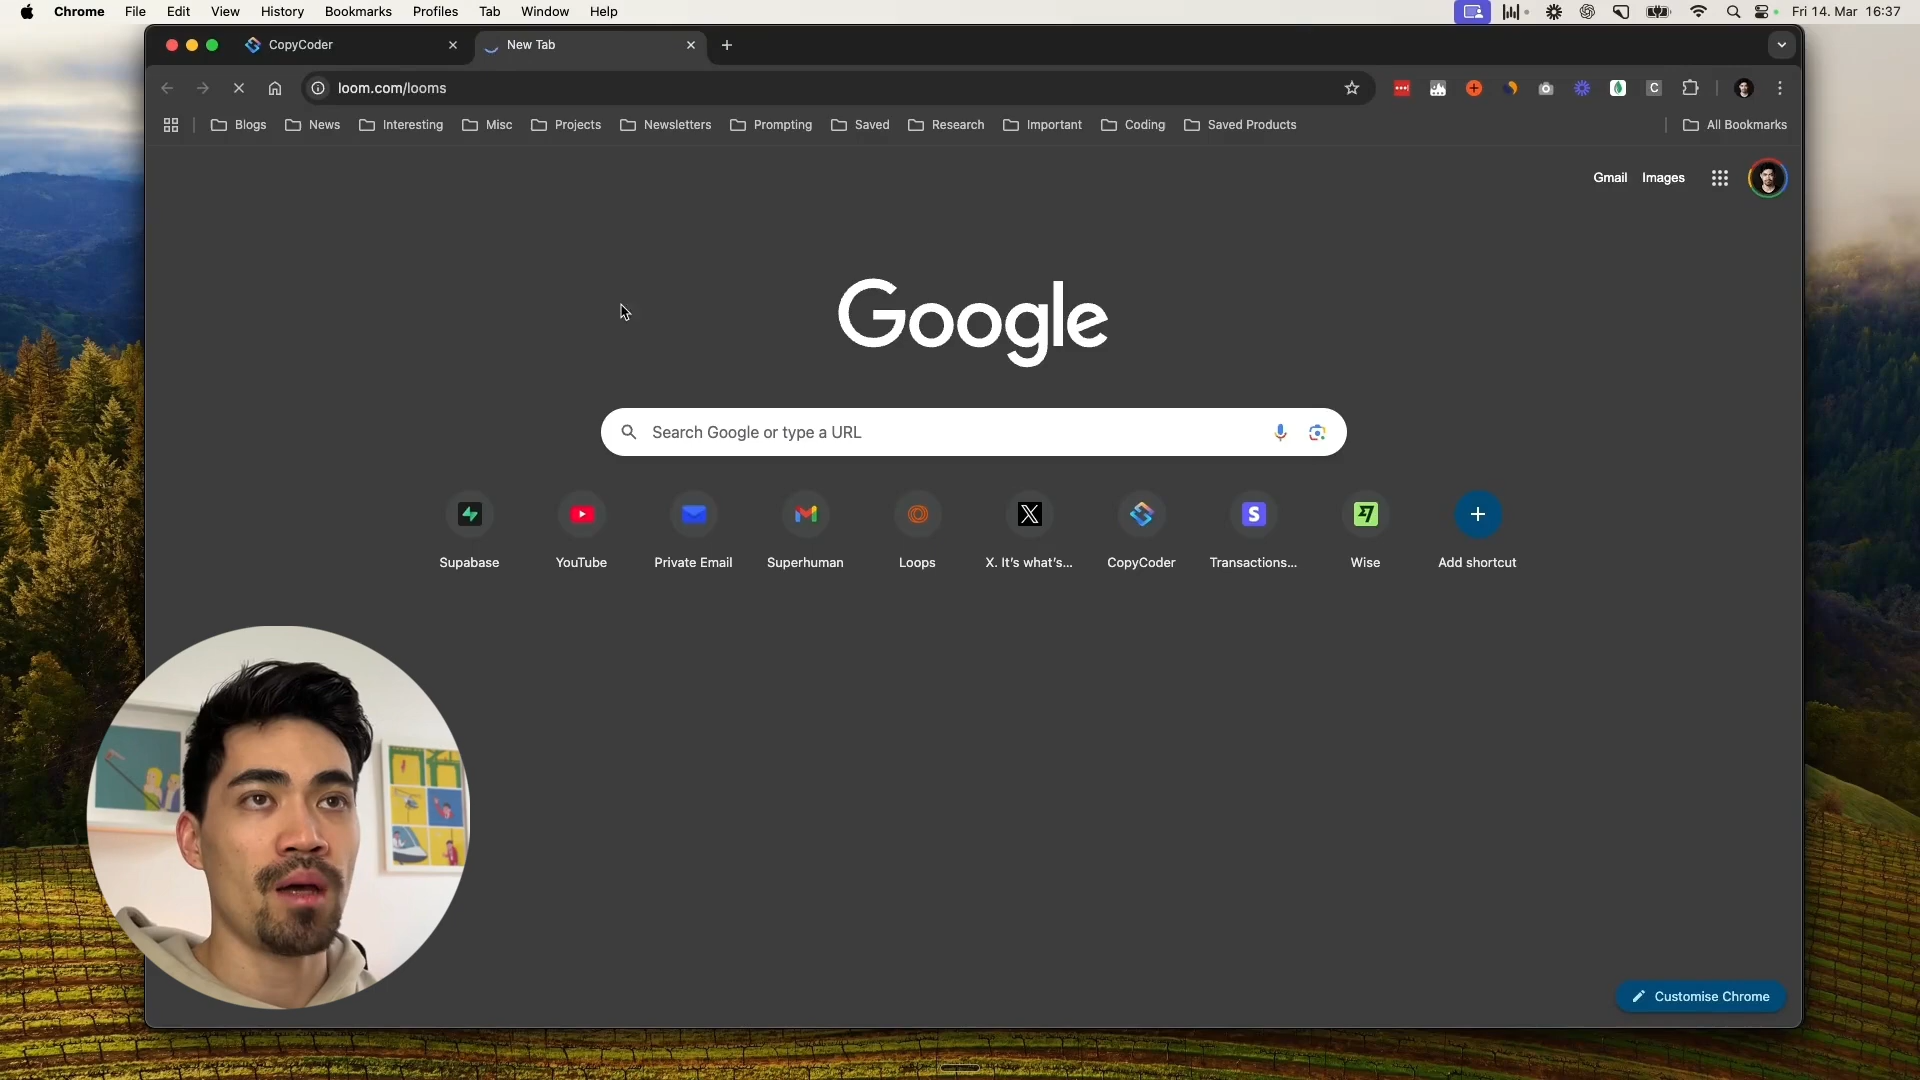 Chrome File Edit View History Bookmarks Profiles Tab Window Help Fri 14. Mar 16:37
CopyCoder New Tab
loom.com/looms
Blogs News Interesting Misc Projects Newsletters Prompting Saved Research Important Coding Saved Products All Bookmarks
Gmail Images
Google
Search Google or type a URL
Supabase YouTube Private Email Superhuman Loops X. It's what's... CopyCoder Transactions... Wise Add shortcut
Customise Chrome